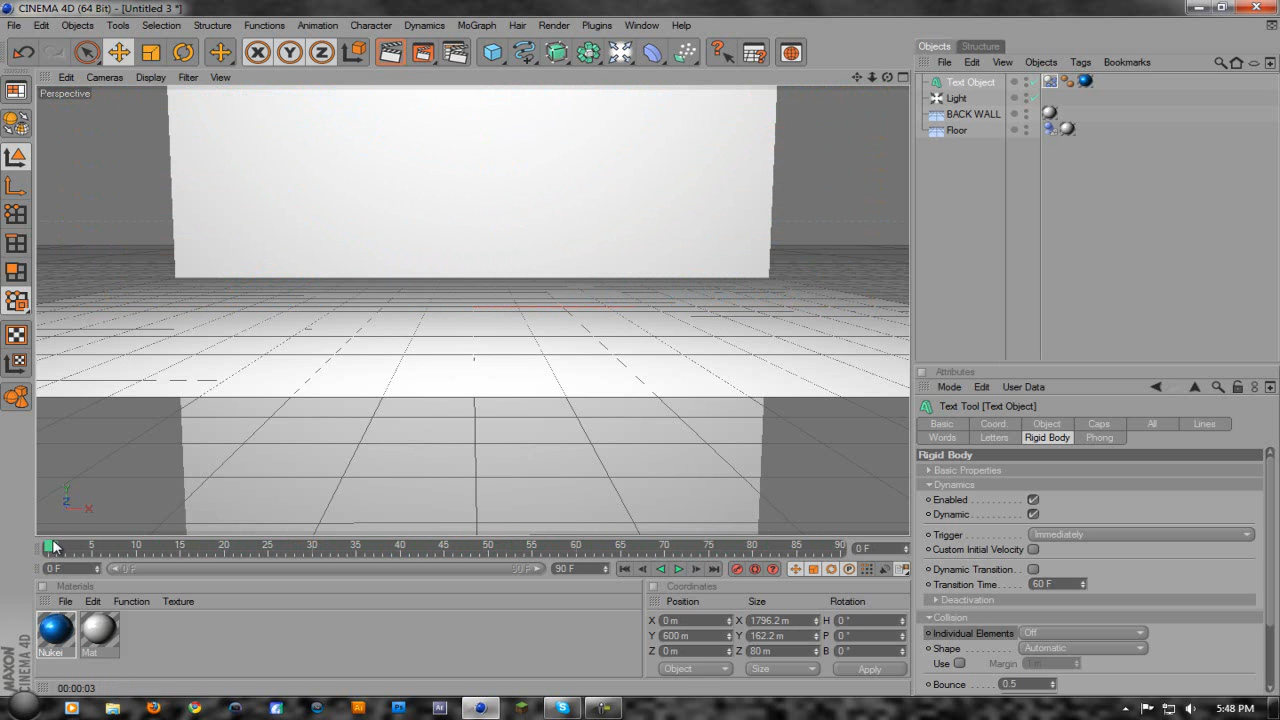 CINEMA 4D (64 Bit) - [Untitled 3 *]
File Edit Objects Tools Selection Structure Functions Animation Character Dynamics MoGraph Hair Render Plugins Window Help
Edit Cameras Display Filter View
Perspective
X Y Z
Objects Structure
File Edit View Objects Tags Bookmarks
Text Object
Light
BACK WALL
Floor
Attributes
Mode Edit User Data
Text Tool [Text Object]
Basic Coord. Object Caps All Lines
Words Letters Rigid Body Phong
Rigid Body
Basic Properties
Dynamics
Enabled
Dynamic
Trigger Immediately
Custom Initial Velocity
Dynamic Transition
Transition Time 60 F
Deactivation
Collision
Individual Elements Off
Shape Automatic
Use Margin 1 m
Bounce 0.5
5 10 15 20 25 30 35 40 45 50 55 60 65 70 75 80 85 90 0 F
0 F 0 F 90 F 90 F
Materials
File Edit Function Texture
Nukei Mat
Coordinates
Position Size Rotation
X 0 m X 1796.2 m H 0 °
Y 600 m Y 162.2 m P 0 °
Z 0 m Z 80 m B 0 °
Object Size Apply
MAXON CINEMA 4D
00:00:03
5:48 PM